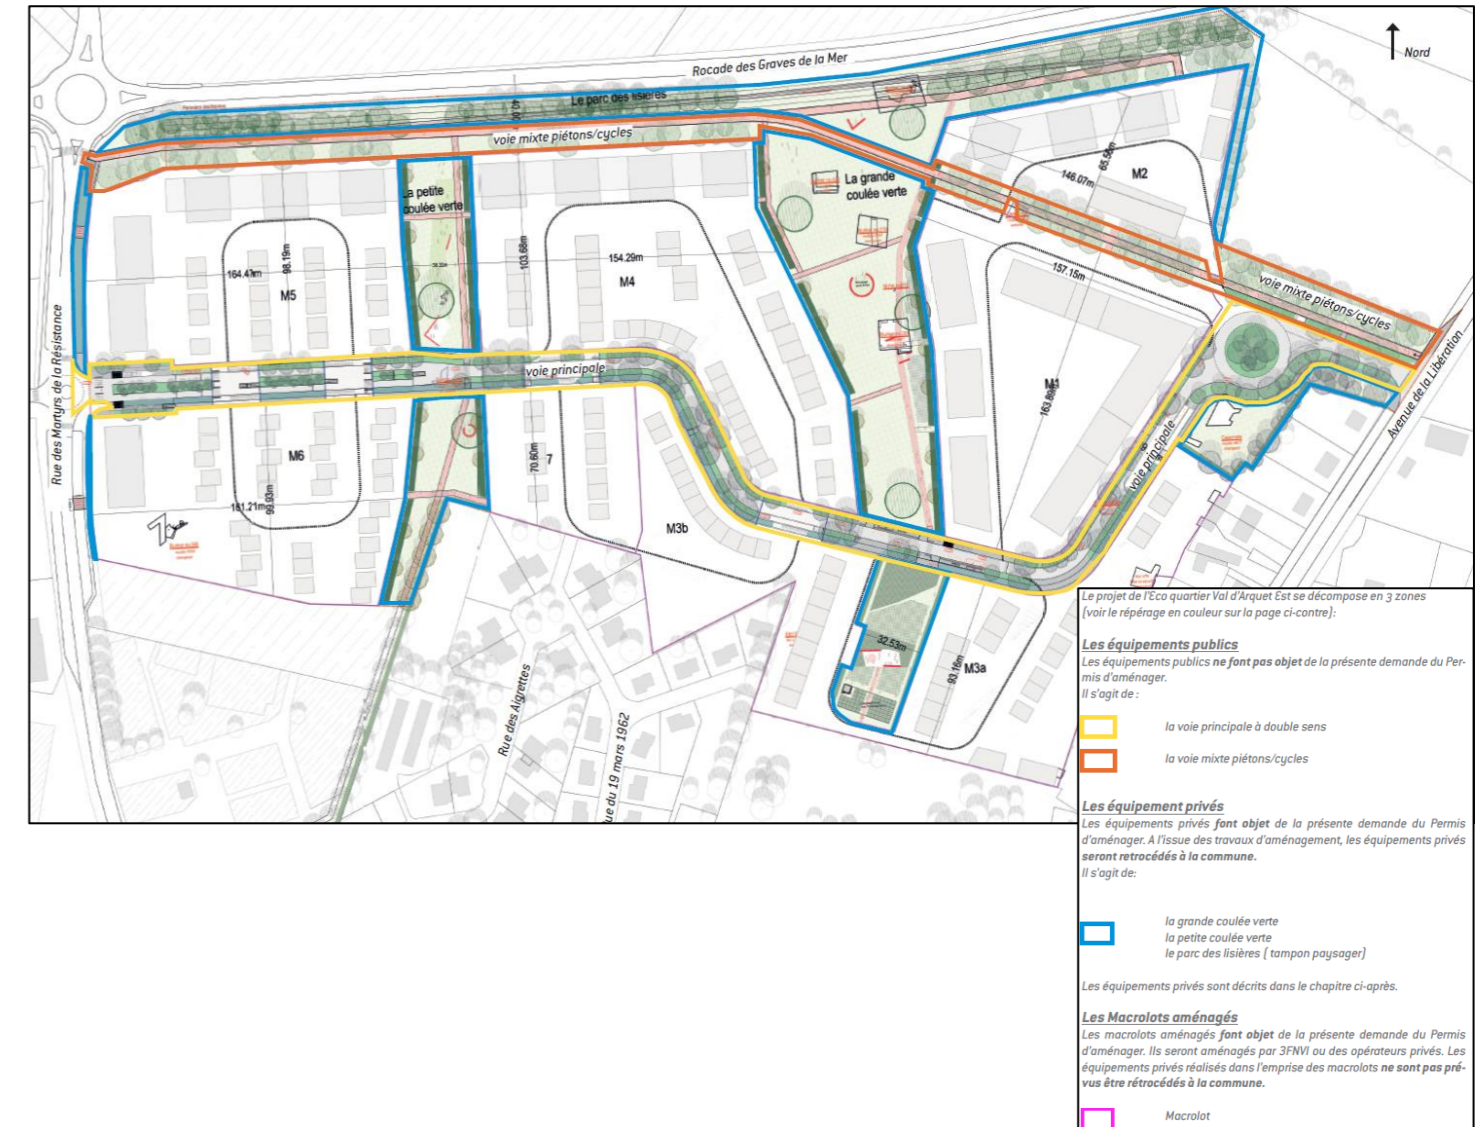 Nord
Rocade des Graves de la Mer
Le parc des lisières
40.00
voie mixte piétons/cycles
La petite
coulée verte
La grande
coulée verte
M2
65.56m
146.07m
164.47m
98.19m
M5
103.68m
154.29m
M4
157.15m
voie mixte piétons/cycles
Rue des Martyrs de la Résistance
voie principale
M1
163.89m
Avenue de la Libération
voie principale
M6
161.21m
99.93m
70.60m
7
M3b
32.53m
93.16m
M3a
Rue des Aigrettes
ue du 19 mars 1962
Le projet de l'Eco quartier Val d'Arquet Est se décompose en 3 zones
(voir le répérage en couleur sur la page ci-contre):
Les équipements publics
Les équipements publics ne font pas objet de la présente demande du Per-
mis d'aménager.
Il s'agit de :
la voie principale à double sens
la voie mixte piétons/cycles
Les équipement privés
Les équipements privés font objet de la présente demande du Permis
d'aménager. A l'issue des travaux d'aménagement, les équipements privés
seront retrocédés à la commune.
Il s'agit de:
la grande coulée verte
la petite coulée verte
le parc des lisières ( tampon paysager)
Les équipements privés sont décrits dans le chapitre ci-après.
Les Macrolots aménagés
Les macrolots aménagés font objet de la présente demande du Permis
d'aménager. Ils seront aménagés par 3FNVI ou des opérateurs privés. Les
équipements privés réalisés dans l'emprise des macrolots ne sont pas pré-
vus être rétrocédés à la commune.
Macrolot